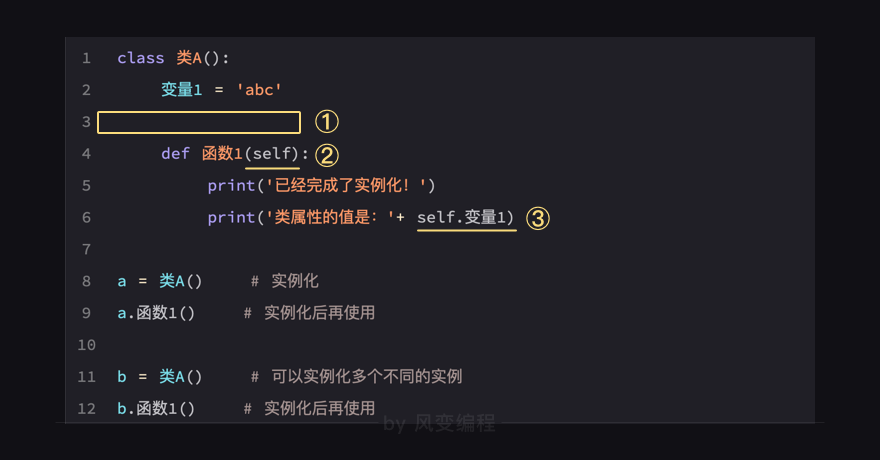 1 class 类A():
2 变量1 = 'abc'
3 ①
4 def 函数1(self): ②
5 print('已经完成了实例化！')
6 print('类属性的值是：'+ self.变量1) ③
7
8 a = 类A() # 实例化
9 a.函数1() # 实例化后再使用
10
11 b = 类A() # 可以实例化多个不同的实例
12 b.函数1() # 实例化后再使用
by 风变编程